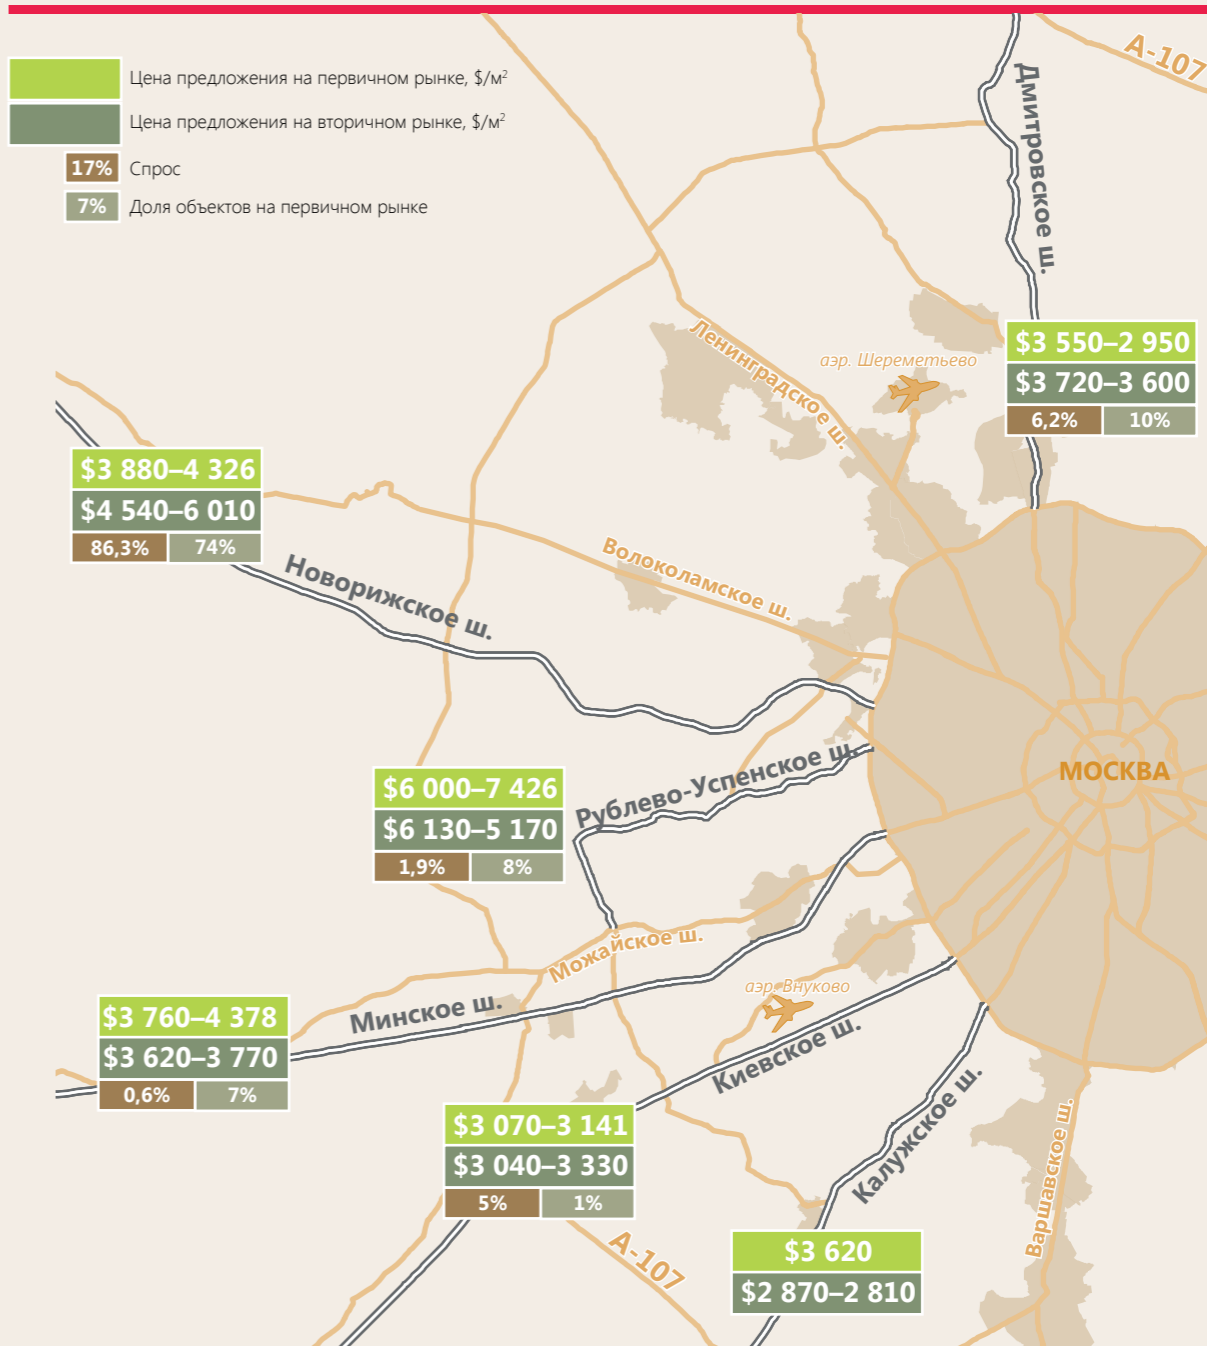 Цена предложения на первичном рынке, $/м²
Цена предложения на вторичном рынке, $/м²
17% Спрос
7% Доля объектов на первичном рынке
А-107
Дмитровское ш.
Ленинградское ш.
аэр. Шереметьево
$3 550–2 950
$3 720–3 600
6,2% 10%
$3 880–4 326
$4 540–6 010
86,3% 74%
Новорижское ш.
Волоколамское ш.
МОСКВА
Рублево-Успенское ш.
$6 000–7 426
$6 130–5 170
1,9% 8%
Можайское ш.
аэр. Внуково
Минское ш.
$3 760–4 378
$3 620–3 770
0,6% 7%
Киевское ш.
Калужское ш.
Варшавское ш.
$3 070–3 141
$3 040–3 330
5% 1%
А-107
$3 620
$2 870–2 810